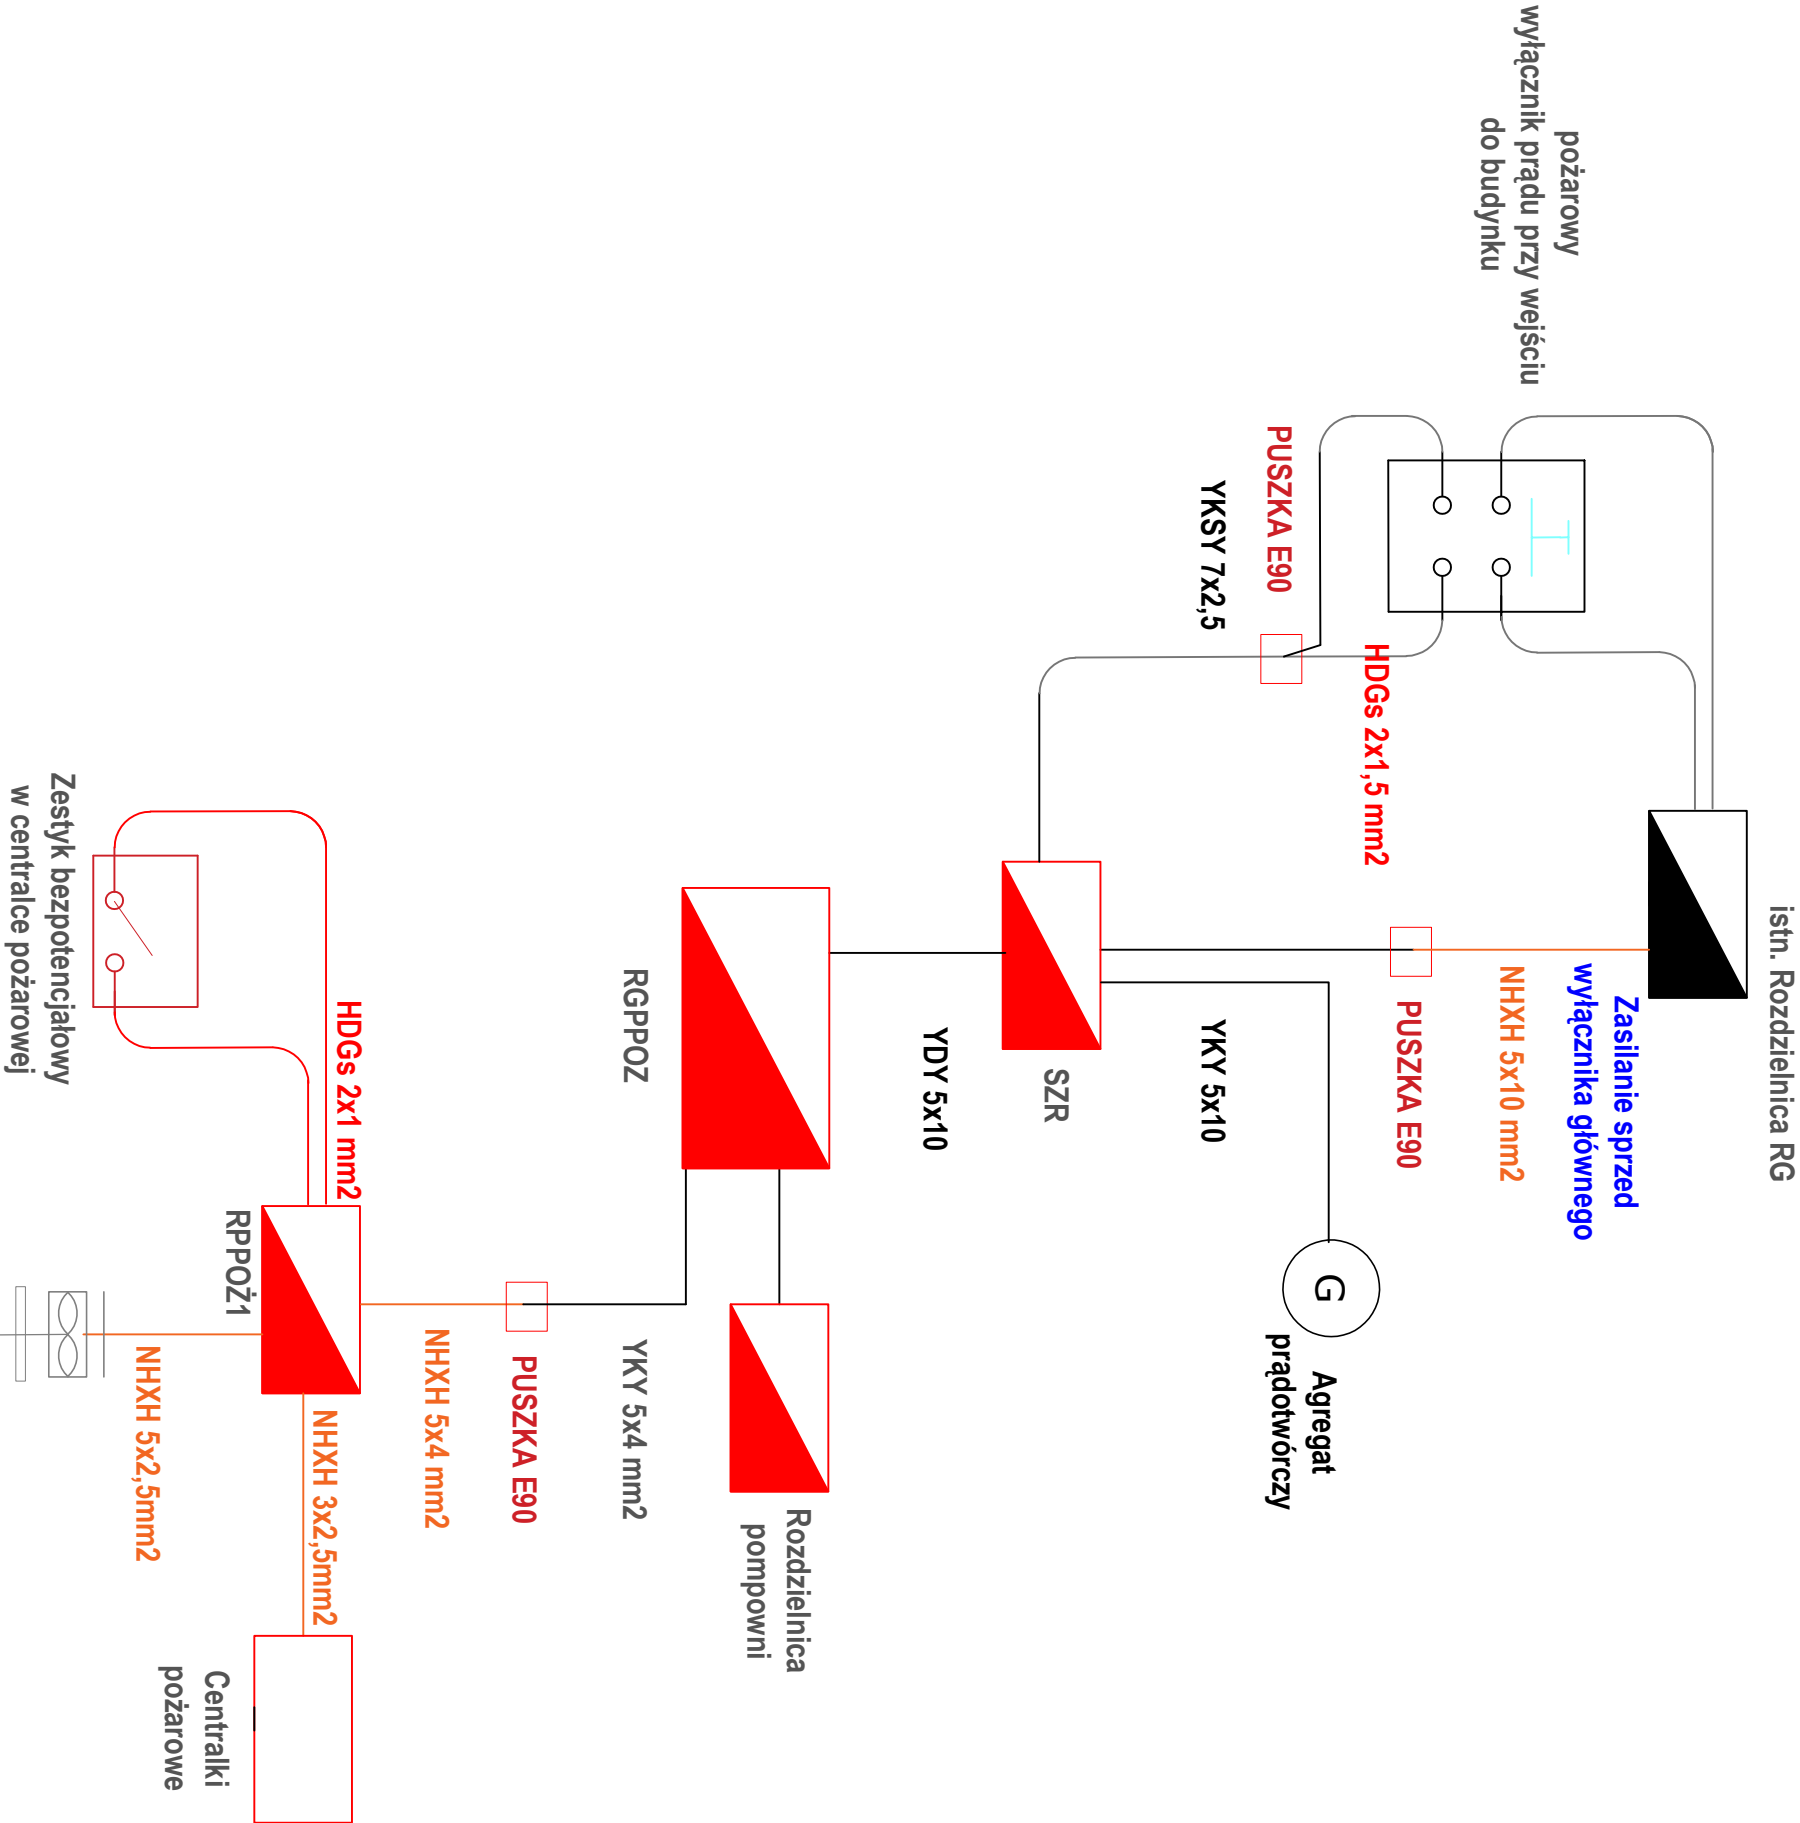 istn. Rozdzielnica RG
Zasilanie sprzed
wyłącznika głównego
NHXH 5x10 mm2
PUSZKA E90
pożarowy
wyłącznik prądu przy wejściu
do budynku
HDGs 2x1,5 mm2
PUSZKA E90
YKSY 7x2,5
G
Agregat
prądotwórczy
YKY 5x10
SZR
YDY 5x10
RGPPOZ
Rozdzielnica
pompowni
YKY 5x4 mm2
PUSZKA E90
NHXH 5x4 mm2
HDGs 2x1 mm2
RPPOŻ1
NHXH 3x2,5mm2
Centralki
pożarowe
NHXH 5x2,5mm2
Zestyk bezpotencjałowy
w centralce pożarowej